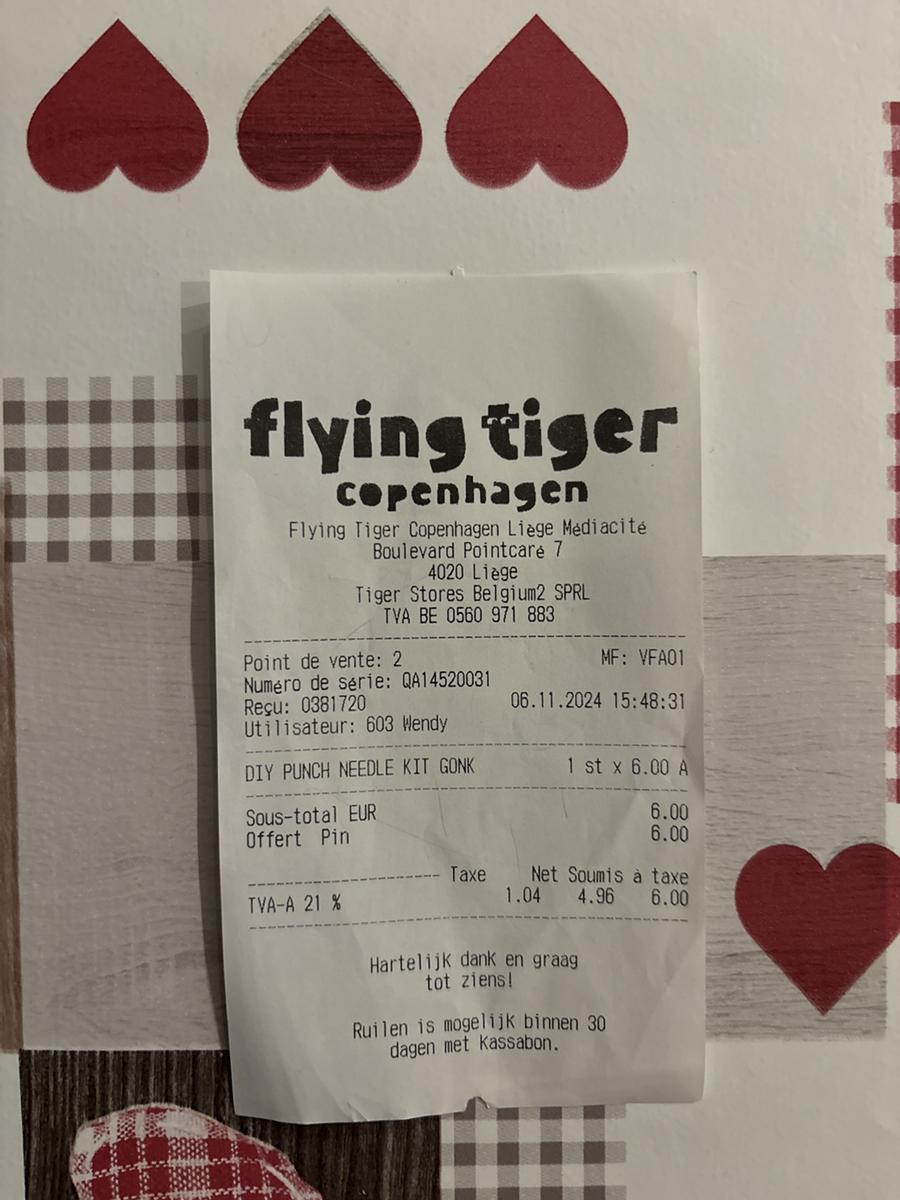 flying tiger
copenhagen
Flying Tiger Copenhagen Liège Médiacité
Boulevard Pointcaré 7
4020 Liège
Tiger Stores Belgium2 SPRL
TVA BE 0560 971 883
Point de vente: 2 MF: VFA01
Numéro de série: QA14520031
Reçu: 0381720 06.11.2024 15:48:31
Utilisateur: 603 Wendy
DIY PUNCH NEEDLE KIT GONK 1 st x 6.00 A
Sous-total EUR 6.00
Offert Pin 6.00
Taxe Net Soumis à taxe
TVA-A 21 % 1.04 4.96 6.00
Hartelijk dank en graag
tot ziens!
Ruilen is mogelijk binnen 30
dagen met Kassabon.